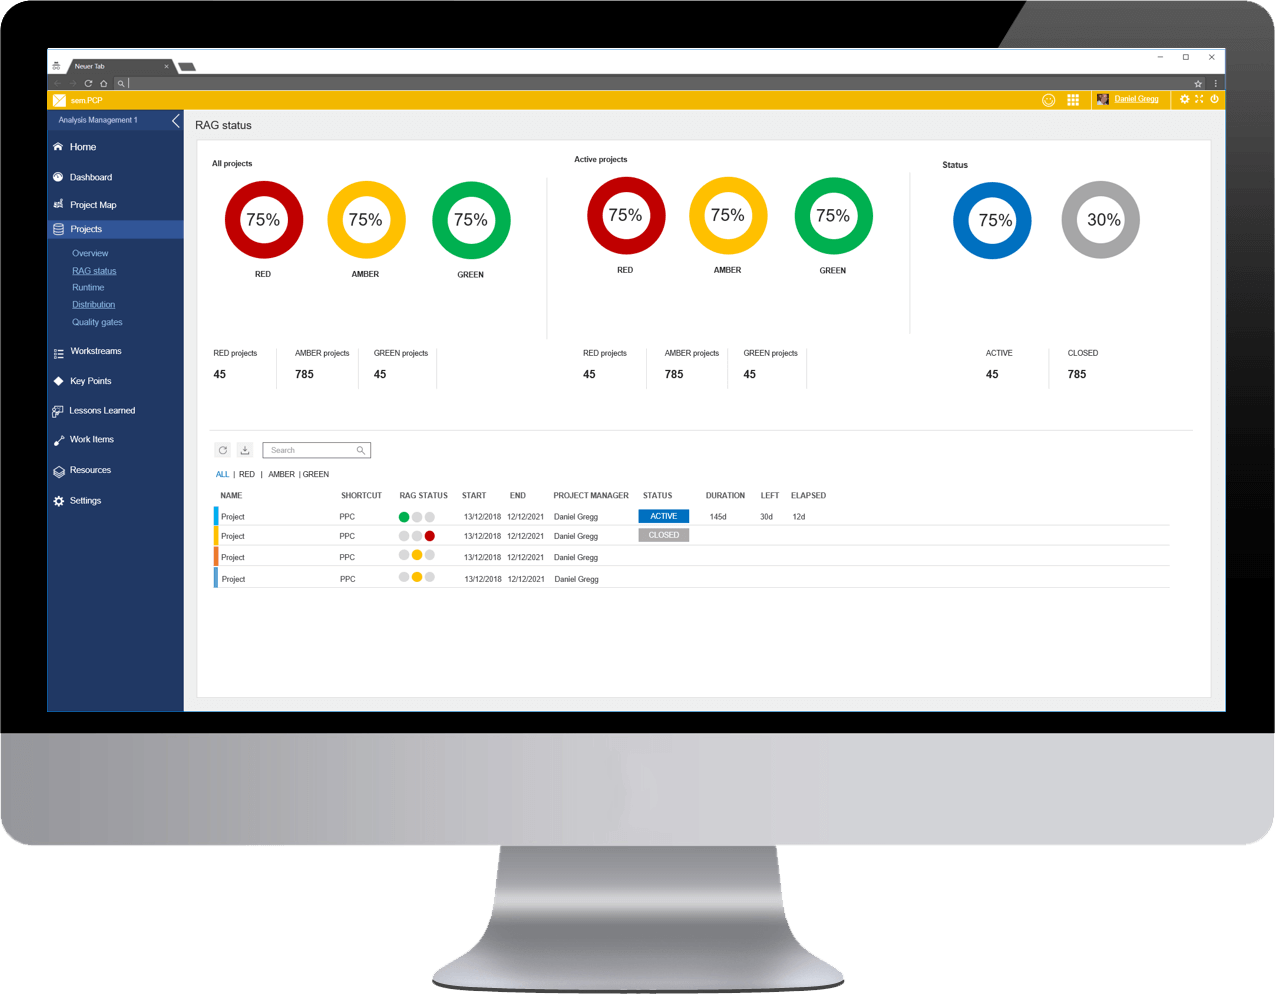 Neuer Tab
sem.PCP
Daniel Gregg
Analysis Management 1
Home
Dashboard
Project Map
Projects
Overview
RAG status
Runtime
Distribution
Quality gates
Workstreams
Key Points
Lessons Learned
Work Items
Resources
Settings
RAG status
All projects
75% 75% 75%
RED AMBER GREEN
Active projects
75% 75% 75%
RED AMBER GREEN
Status
75% 30%
RED projects AMBER projects GREEN projects
45 785 45
RED projects AMBER projects GREEN projects
45 785 45
ACTIVE CLOSED
45 785
Search
ALL | RED | AMBER | GREEN
NAME SHORTCUT RAG STATUS START END PROJECT MANAGER STATUS DURATION LEFT ELAPSED
Project PPC 13/12/2018 12/12/2021 Daniel Gregg ACTIVE 145d 30d 12d
Project PPC 13/12/2018 12/12/2021 Daniel Gregg CLOSED
Project PPC 13/12/2018 12/12/2021 Daniel Gregg
Project PPC 13/12/2018 12/12/2021 Daniel Gregg